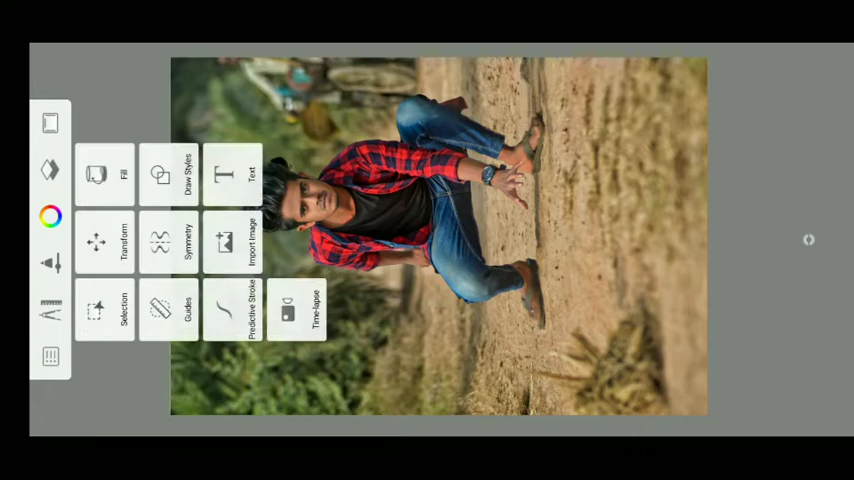 Selection
Transform
Fill
Guides
Symmetry
Draw Styles
Predictive Stroke
Import Image
Text
Time-lapse